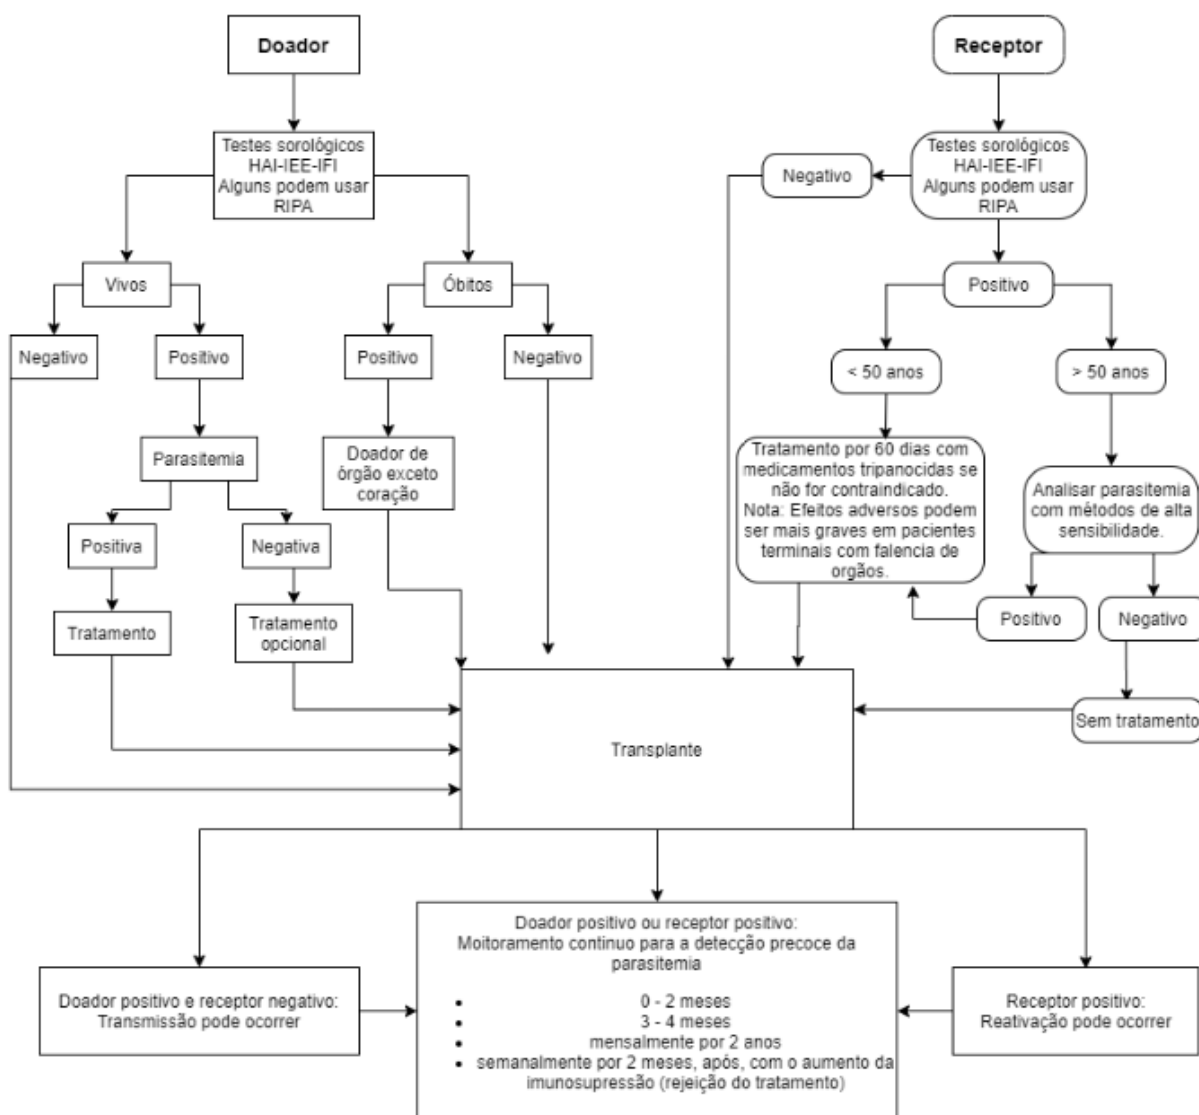 Doador
Testes sorológicos
HAI-IEE-IFI
Alguns podem usar
RIPA
Vivos
Óbitos
Negativo
Positivo
Positivo
Negativo
Parasitemia
Doador de
órgão exceto
coração
Positiva
Negativa
Tratamento
Tratamento
opcional
Receptor
Testes sorológicos
HAI-IEE-IFI
Alguns podem usar
RIPA
Negativo
Positivo
< 50 anos
> 50 anos
Tratamento por 60 dias com
medicamentos tripanocidas se
não for contraindicado.
Nota: Efeitos adversos podem
ser mais graves em pacientes
terminais com falencia de
orgãos.
Analisar parasitemia
com métodos de alta
sensibilidade.
Positivo
Negativo
Sem tratamento
Transplante
Doador positivo e receptor negativo:
Transmissão pode ocorrer
Doador positivo ou receptor positivo:
Moitoramento continuo para a detecção precoce da
parasitemia
• 0 - 2 meses
• 3 - 4 meses
• mensalmente por 2 anos
• semanalmente por 2 meses, após, com o aumento da
imunosupressão (rejeição do tratamento)
Receptor positivo:
Reativação pode ocorrer